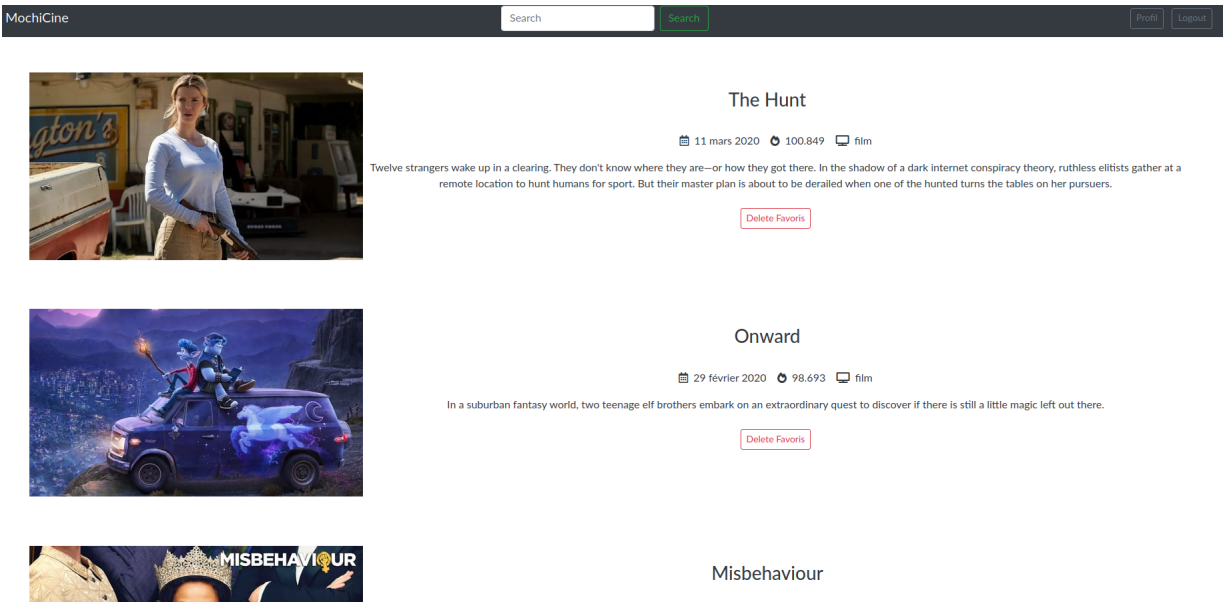 MochiCine
Search
Search
Profil
Logout
gton's
The Hunt
11 mars 2020 100.849 film
Twelve strangers wake up in a clearing. They don't know where they are—or how they got there. In the shadow of a dark internet conspiracy theory, ruthless elitists gather at a
remote location to hunt humans for sport. But their master plan is about to be derailed when one of the hunted turns the tables on her pursuers.
Delete Favoris
Onward
29 février 2020 98.693 film
In a suburban fantasy world, two teenage elf brothers embark on an extraordinary quest to discover if there is still a little magic left out there.
Delete Favoris
MISBEHAVIOUR
Misbehaviour